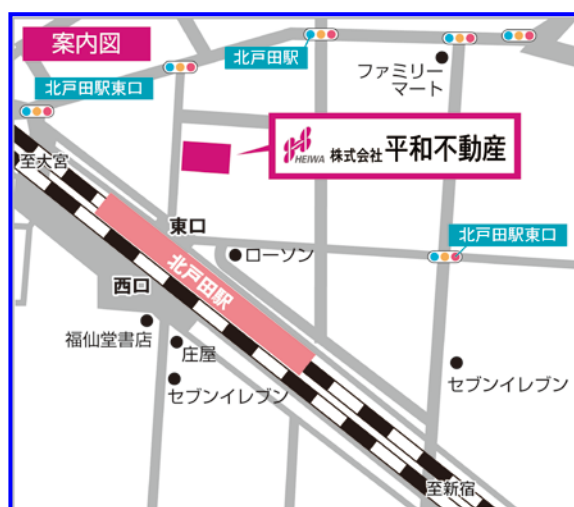 案内図
北戸田駅
ファミリー
マート
北戸田駅東口
HEIWA 株式会社 平和不動産
至大宮
東口
北戸田駅東口
ローソン
北戸田駅
西口
福仙堂書店
庄屋
セブンイレブン
セブンイレブン
至新宿